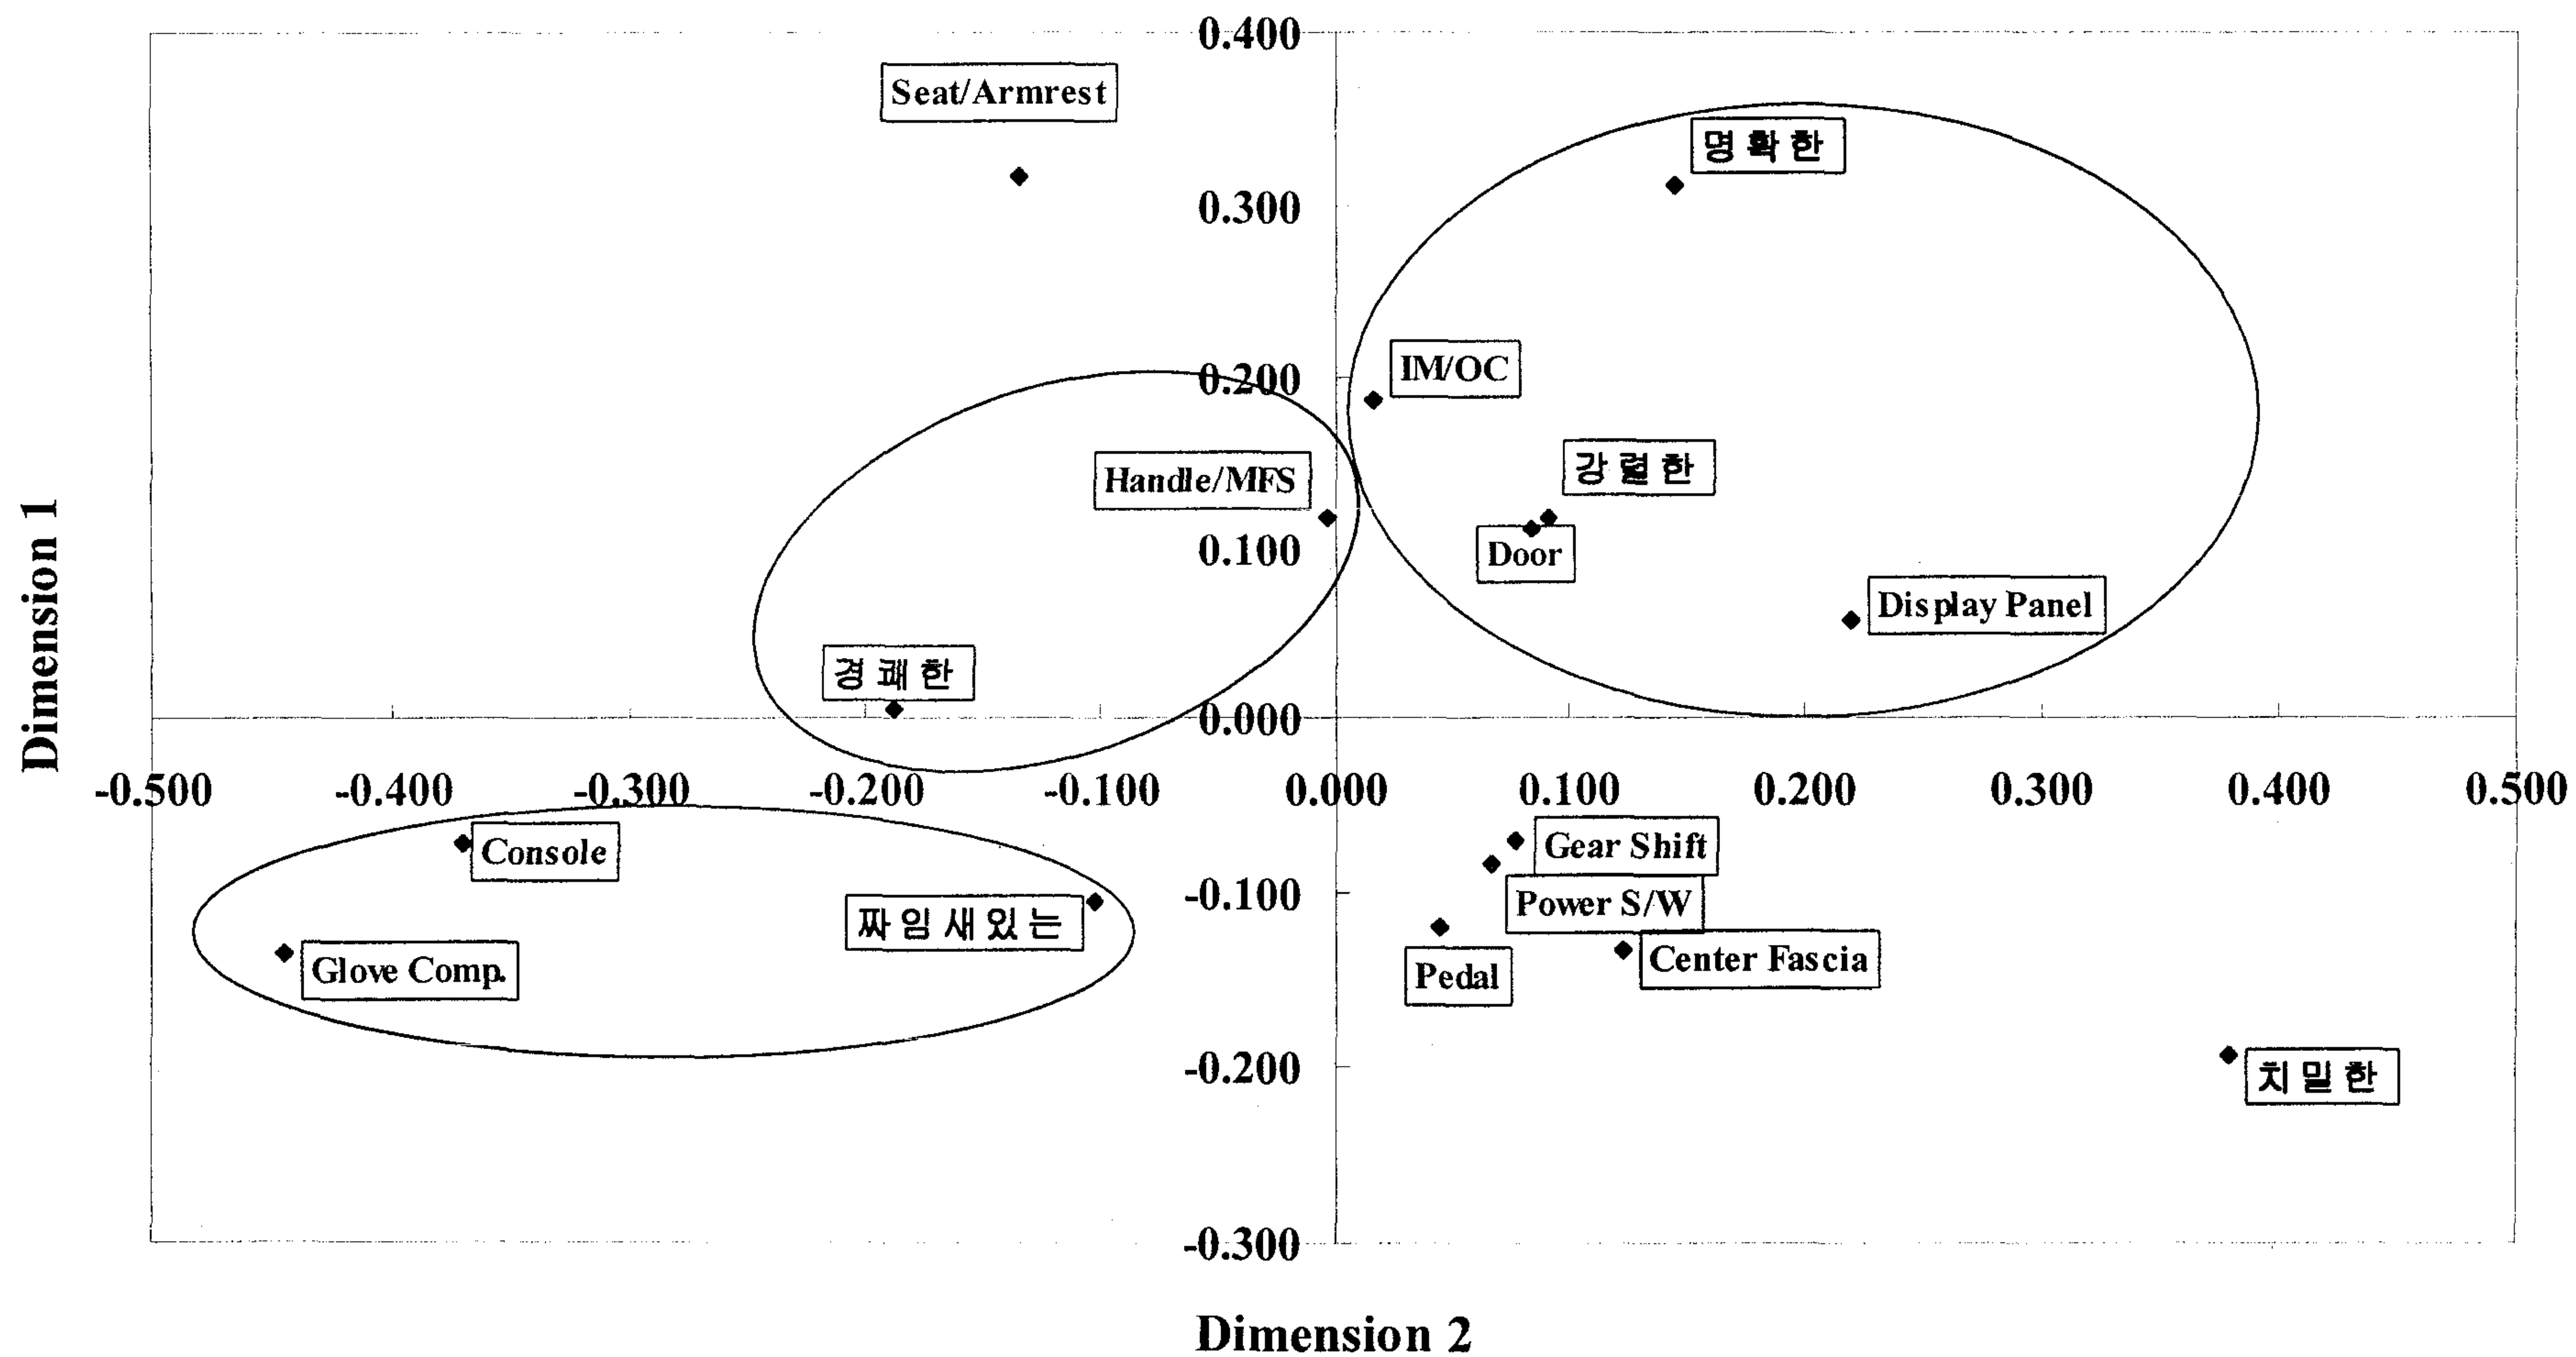 0.400
Seat/Armrest
명확한
0.300
IM/OC
0.200
강렬한
Handle/MFS
0.100
Door
Display Panel
경쾌한
0.000
-0.500 -0.400 -0.300 -0.200 -0.100 0.000 0.100 0.200 0.300 0.400 0.500
Console
Gear Shift
-0.100
Power S/W
짜임새있는
Glove Comp.
Pedal
Center Fascia
-0.200
치밀한
-0.300
Dimension 1
Dimension 2